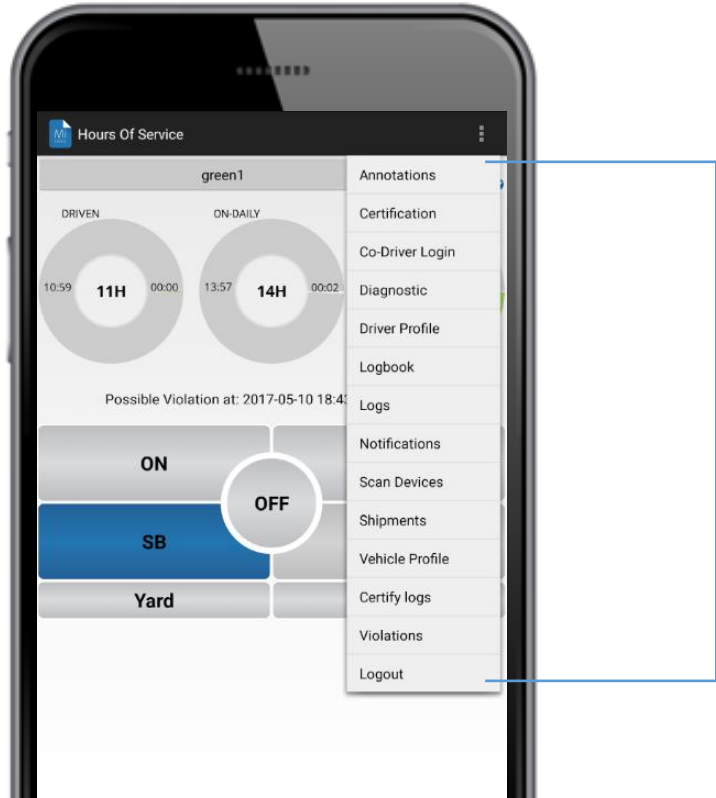 Mi
Hours Of Service
green1
DRIVEN
ON-DAILY
10:59
11H
00:00
13:57
14H
00:02
Possible Violation at: 2017-05-10 18:43
ON
OFF
SB
Yard
Annotations
Certification
Co-Driver Login
Diagnostic
Driver Profile
Logbook
Logs
Notifications
Scan Devices
Shipments
Vehicle Profile
Certify logs
Violations
Logout